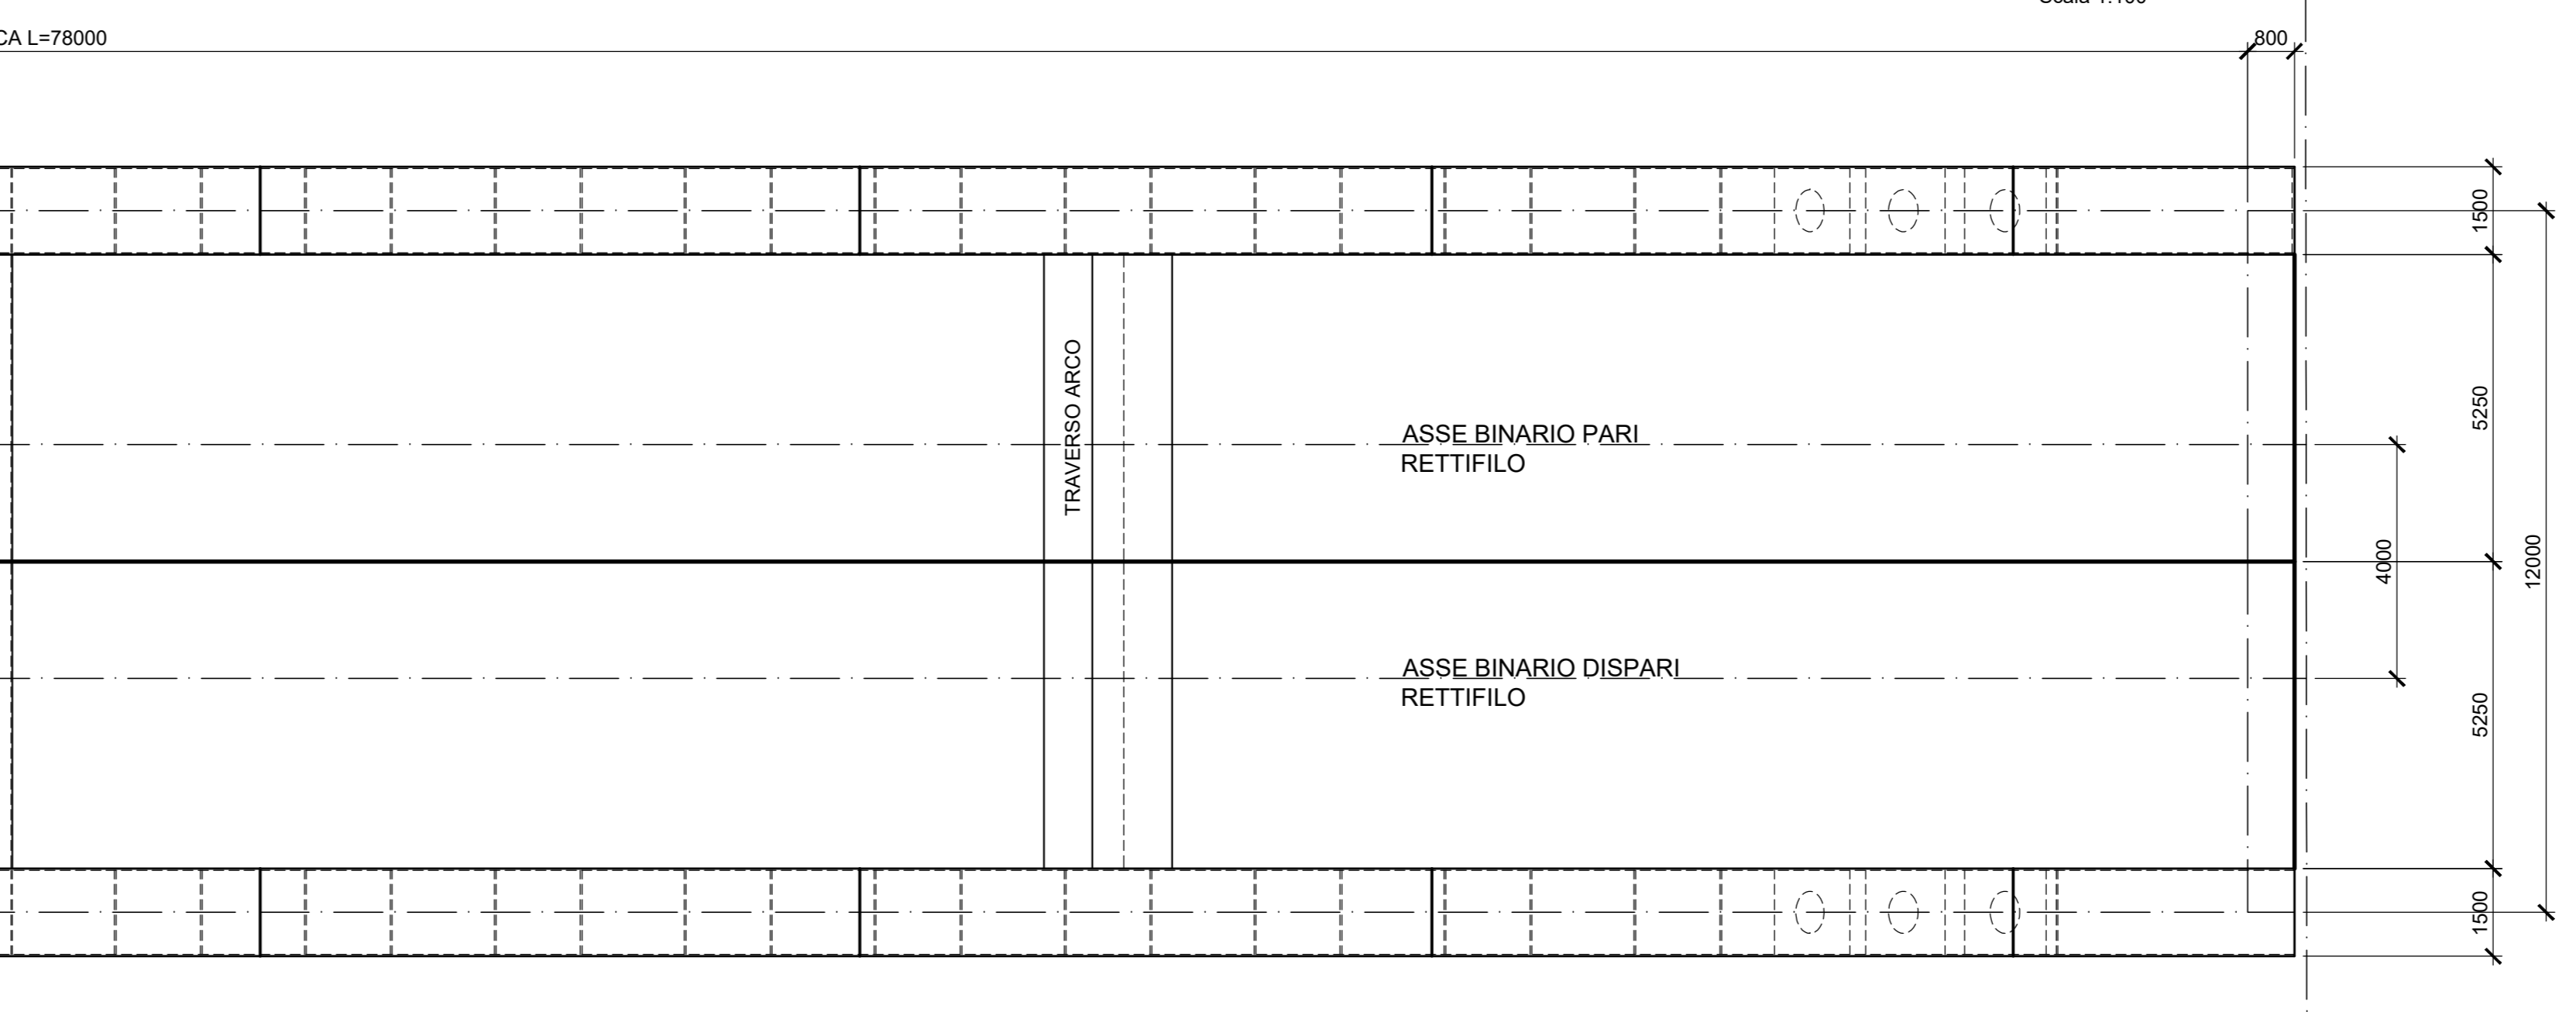 CA L=78000
800
1500
5250
TRAVERSO ARCO
ASSE BINARIO PARI
RETTIFILO
4000
12000
ASSE BINARIO DISPARI
RETTIFILO
5250
1500